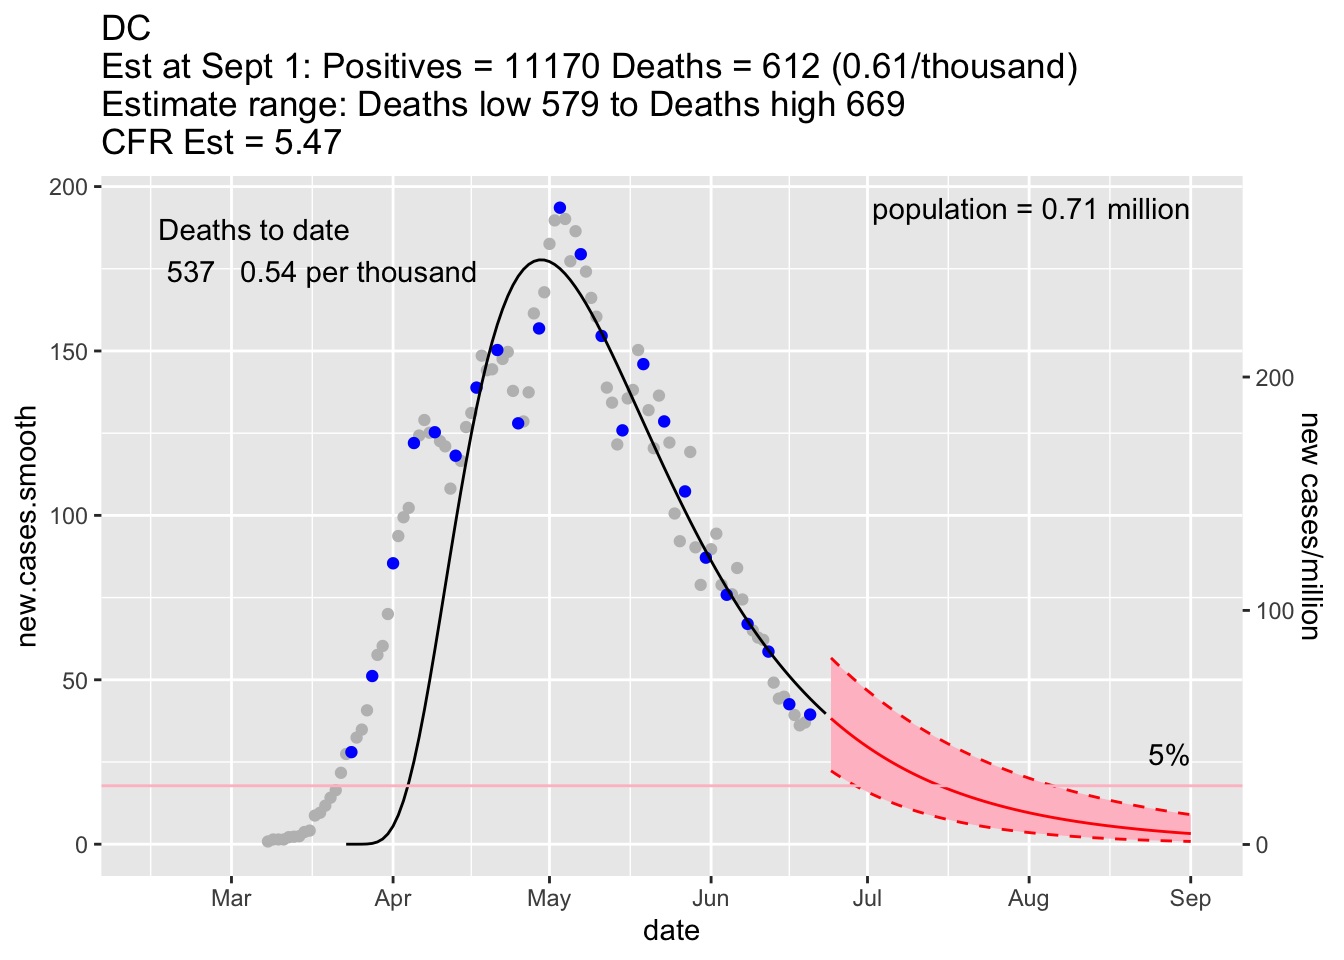 DC
Est at Sept 1: Positives = 11170 Deaths = 612 (0.61/thousand)
Estimate range: Deaths low 579 to Deaths high 669
CFR Est = 5.47
200
150
100
50
0
new.cases.smooth
Deaths to date
537 0.54 per thousand
population = 0.71 million
5%
200
100
0
new cases/million
Mar Apr May Jun Jul Aug Sep
date